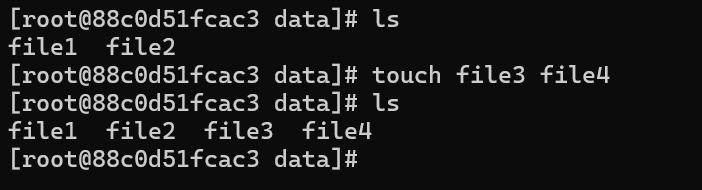 [root@88c0d51fcac3 data]# ls
file1  file2
[root@88c0d51fcac3 data]# touch file3 file4
[root@88c0d51fcac3 data]# ls
file1  file2  file3  file4
[root@88c0d51fcac3 data]#